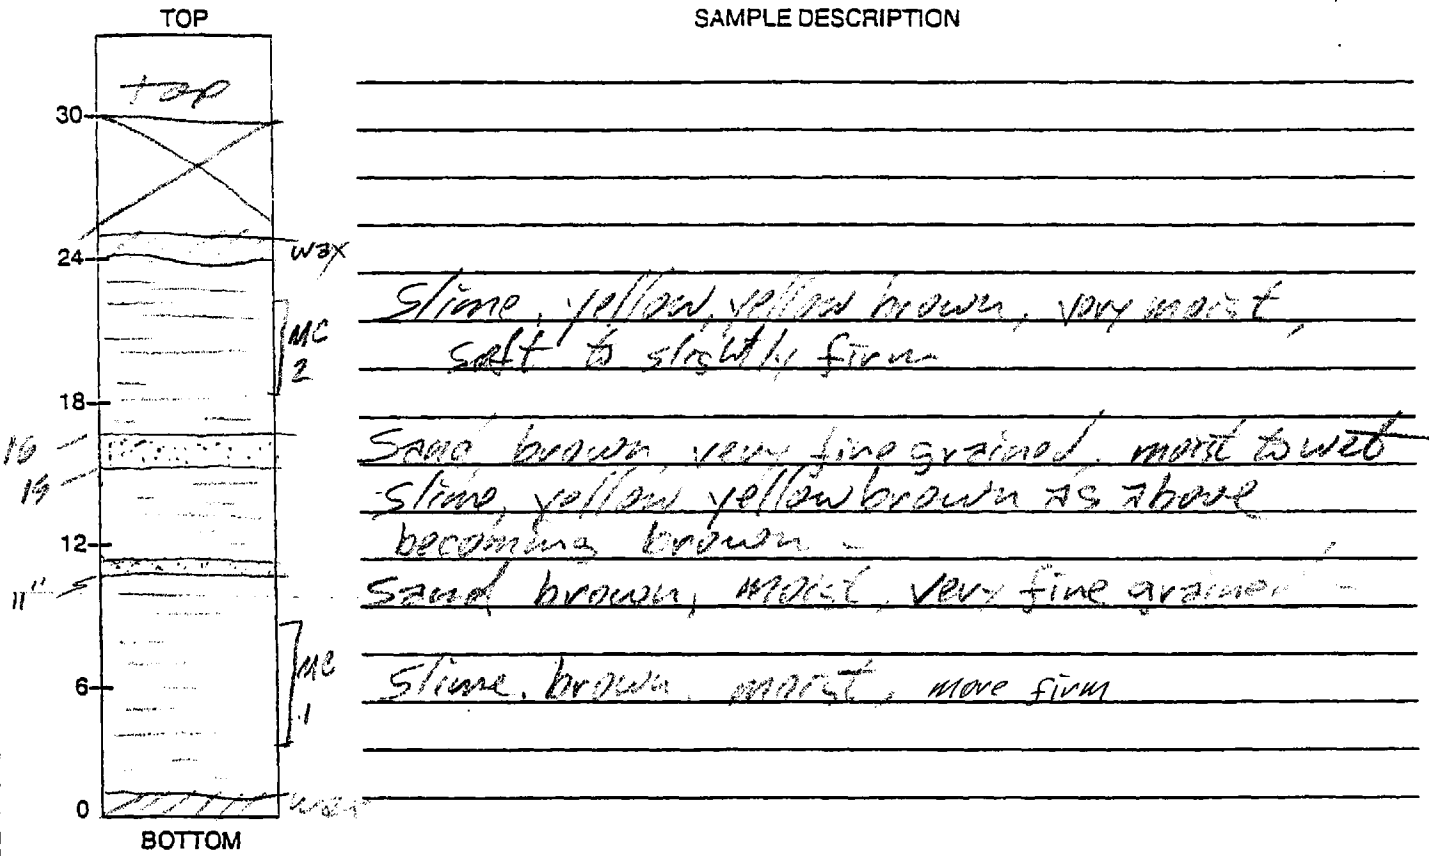 TOP
SAMPLE DESCRIPTION
top
30
24
wax
Slime, yellow, yellow brown, very moist,
soft to slightly firm
MC
2
18
16
Sand brown, very fine grained, moist to wet
15
slime, yellow yellow brown as above
12
becoming brown -
11"
Sand brown, moist, very fine grained -
MC
1
6
Slime, brown, moist, more firm
0
wax
BOTTOM